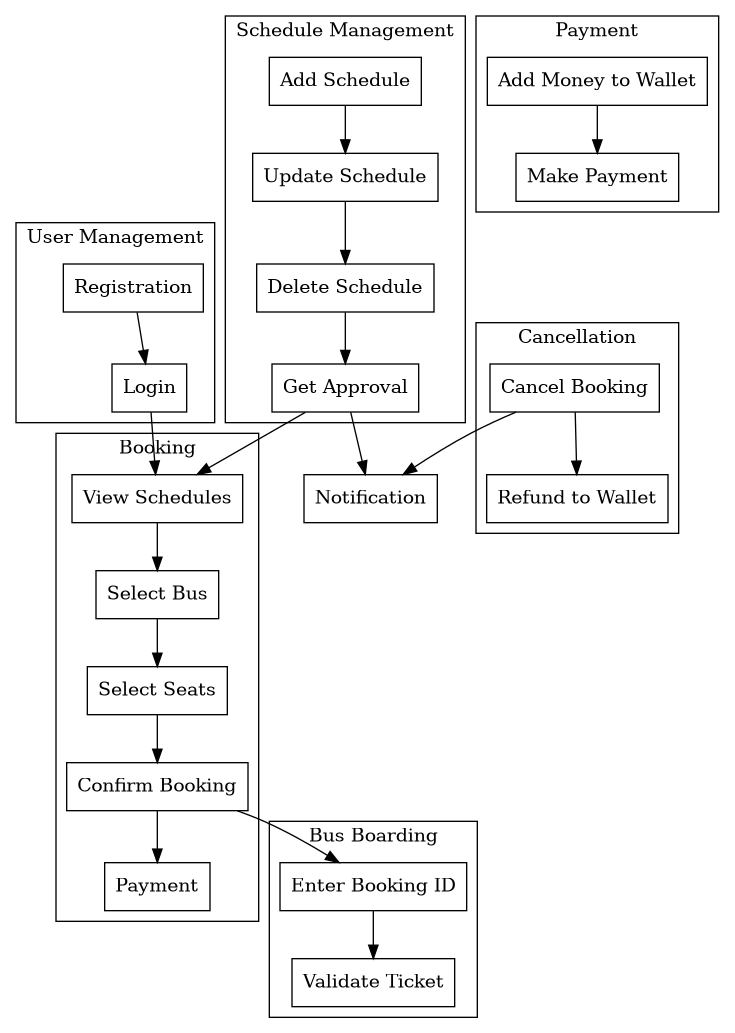 Schedule Management
Add Schedule
Update Schedule
Delete Schedule
Get Approval
Payment
Add Money to Wallet
Make Payment
User Management
Registration
Login
Cancellation
Cancel Booking
Refund to Wallet
Notification
Booking
View Schedules
Select Bus
Select Seats
Confirm Booking
Payment
Bus Boarding
Enter Booking ID
Validate Ticket